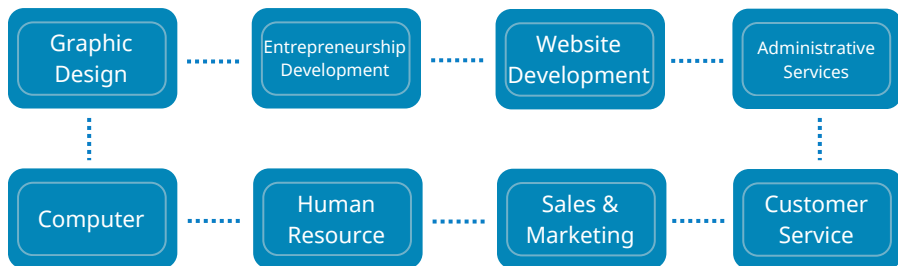 Graphic
Design
Entrepreneurship
Development
Website
Development
Administrative
Services
Computer
Human
Resource
Sales &
Marketing
Customer
Service